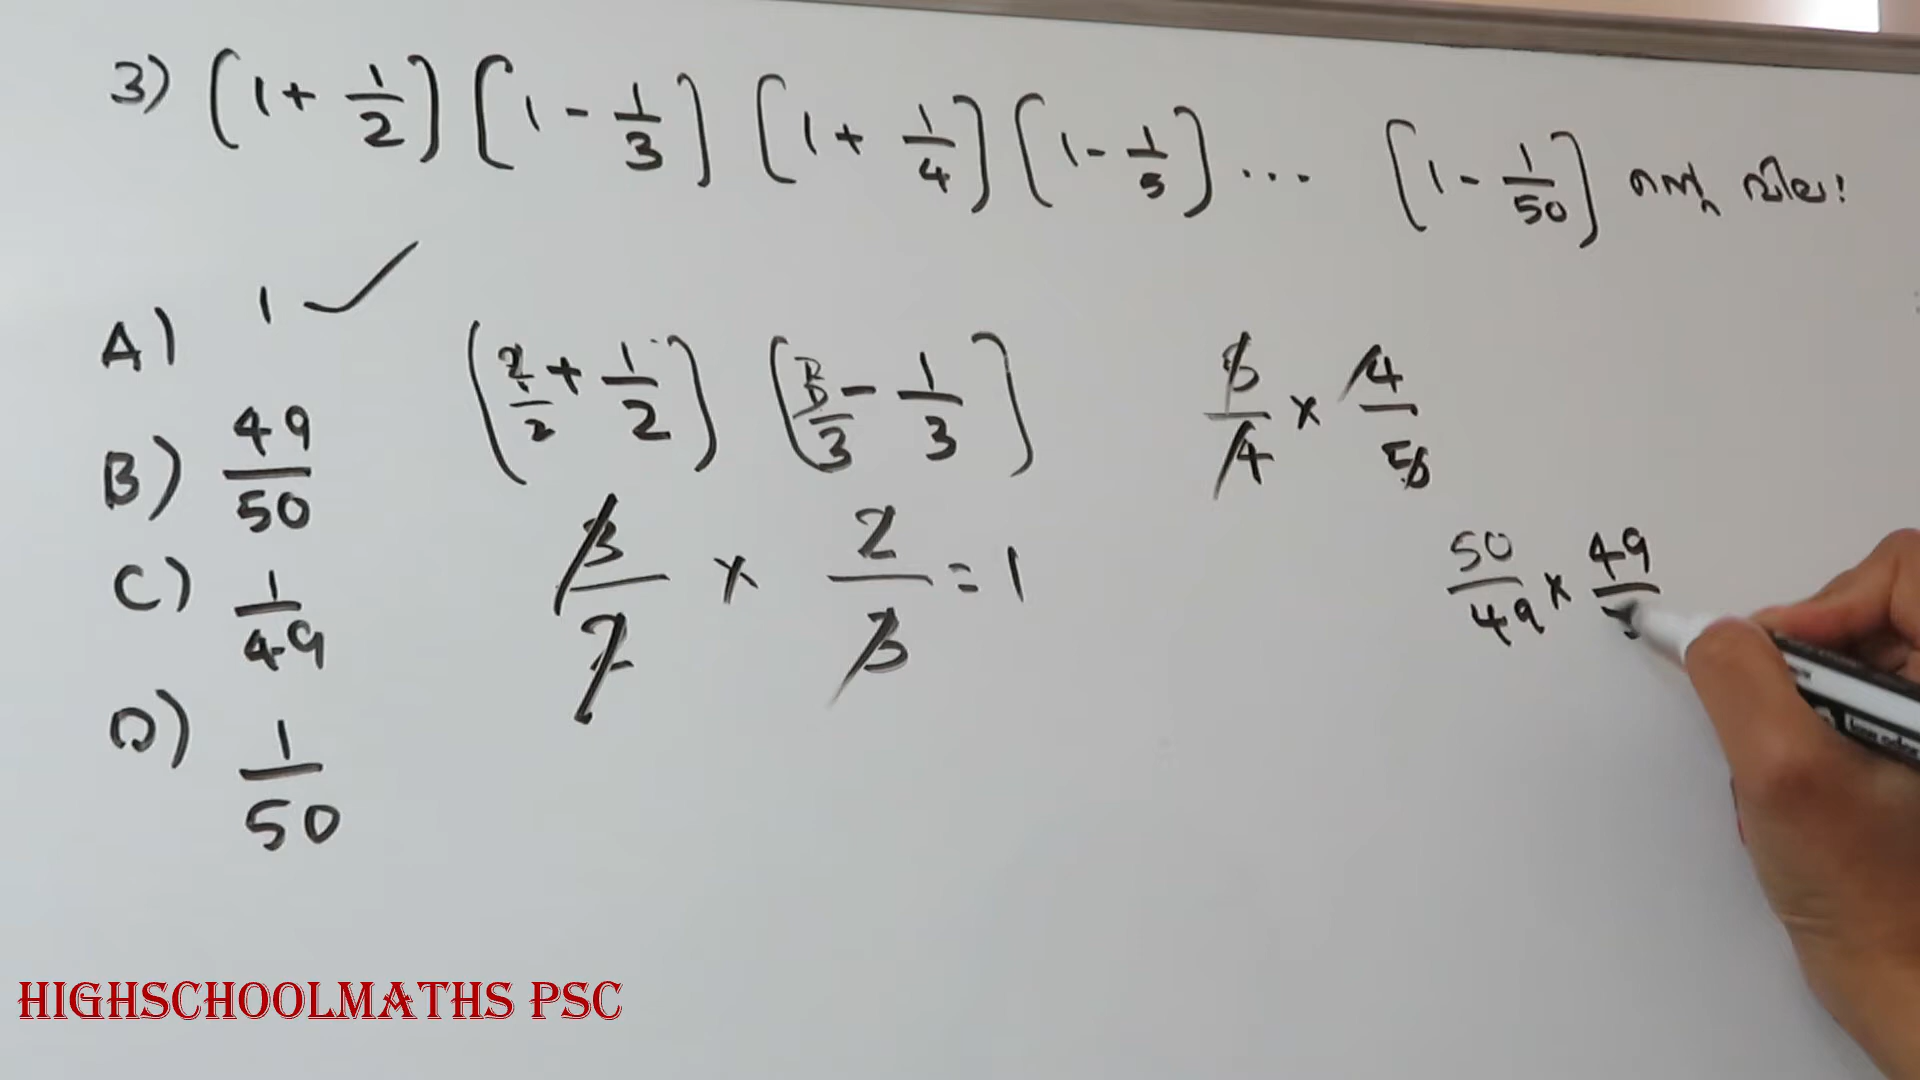 3) (1 + 1/2) [1 - 1/3] [1 + 1/4] (1 - 1/5) ... [1 - 1/50] വില?
A) 1 ✓
B) 49/50
C) 1/49
D) 1/50
(2/2 + 1/2) (3/3 - 1/3)
3/2 × 2/3 = 1
5/4 × 4/5
50/49 × 49/
HIGHSCHOOLMATHS PSC